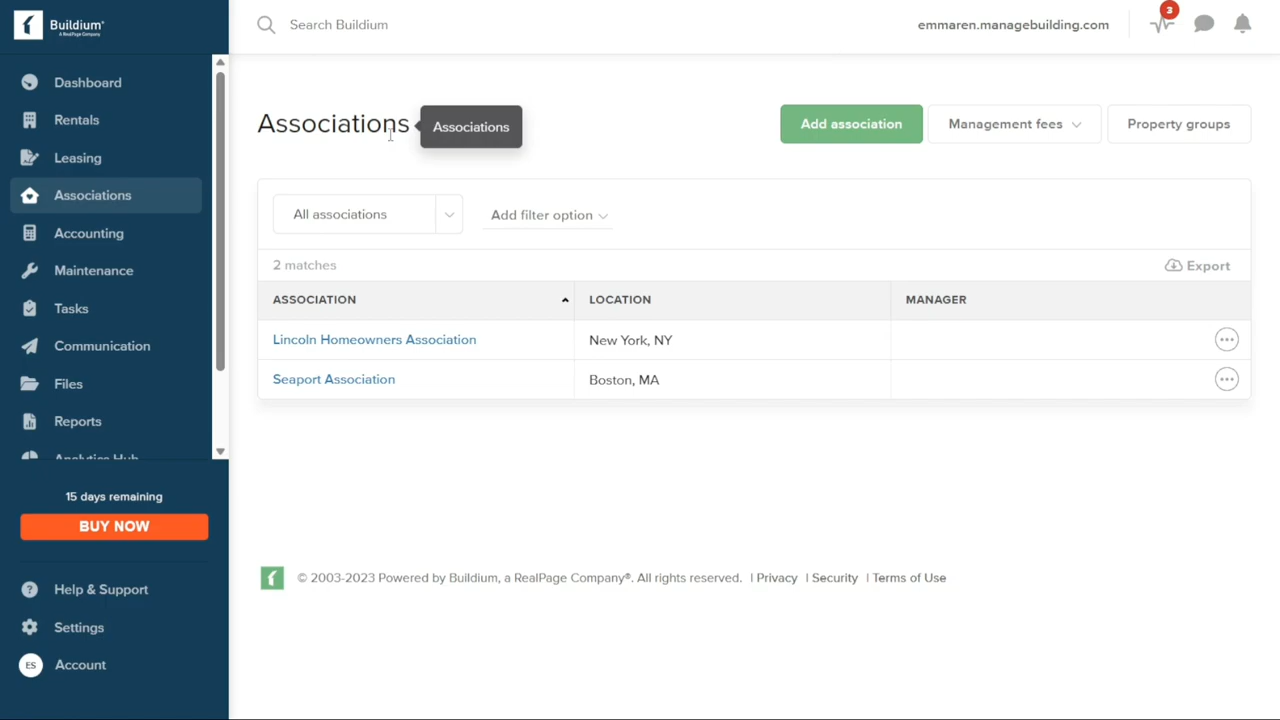 Buildium®
A RealPage Company
Search Buildium
emmaren.managebuilding.com
3
Dashboard
Rentals
Leasing
Associations
Accounting
Maintenance
Tasks
Communication
Files
Reports
Analytics Hub
15 days remaining
BUY NOW
Help & Support
Settings
ES
Account
Associations
Associations
Add association
Management fees
Property groups
All associations
Add filter option
2 matches
Export
ASSOCIATION LOCATION MANAGER
Lincoln Homeowners Association New York, NY
Seaport Association Boston, MA
© 2003-2023 Powered by Buildium, a RealPage Company®. All rights reserved. | Privacy | Security | Terms of Use